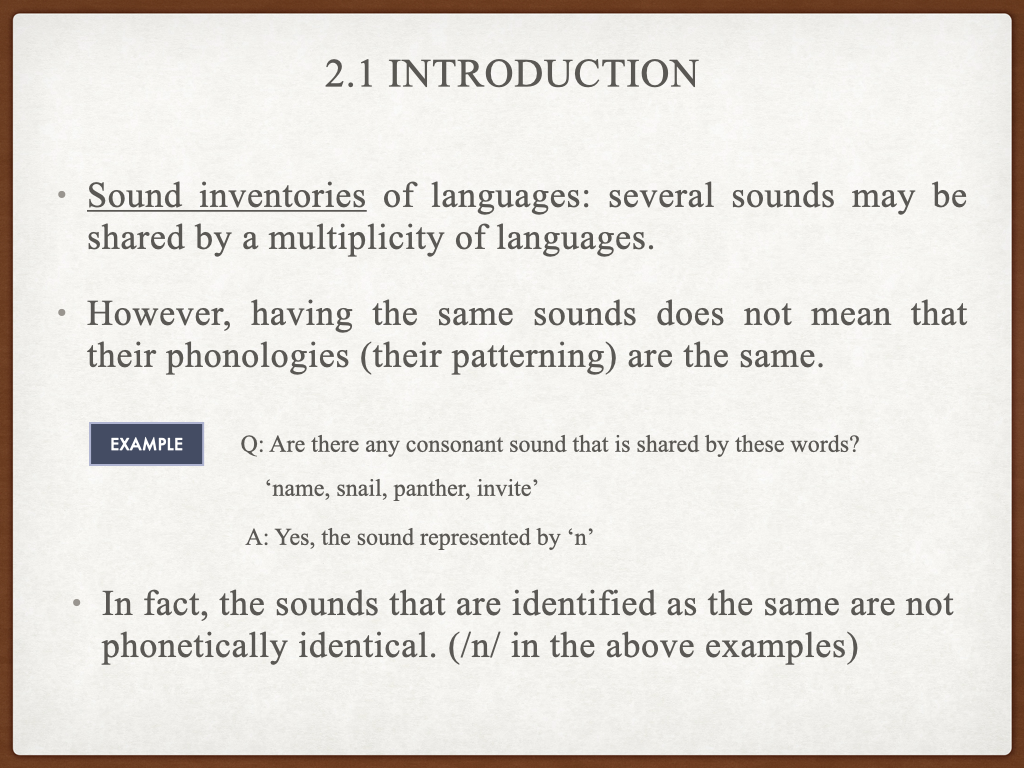 2.1 INTRODUCTION
• Sound inventories of languages: several sounds may be
shared by a multiplicity of languages.
• However, having the same sounds does not mean that
their phonologies (their patterning) are the same.
EXAMPLE
Q: Are there any consonant sound that is shared by these words?
‘name, snail, panther, invite’
A: Yes, the sound represented by ‘n’
• In fact, the sounds that are identified as the same are not
phonetically identical. (/n/ in the above examples)